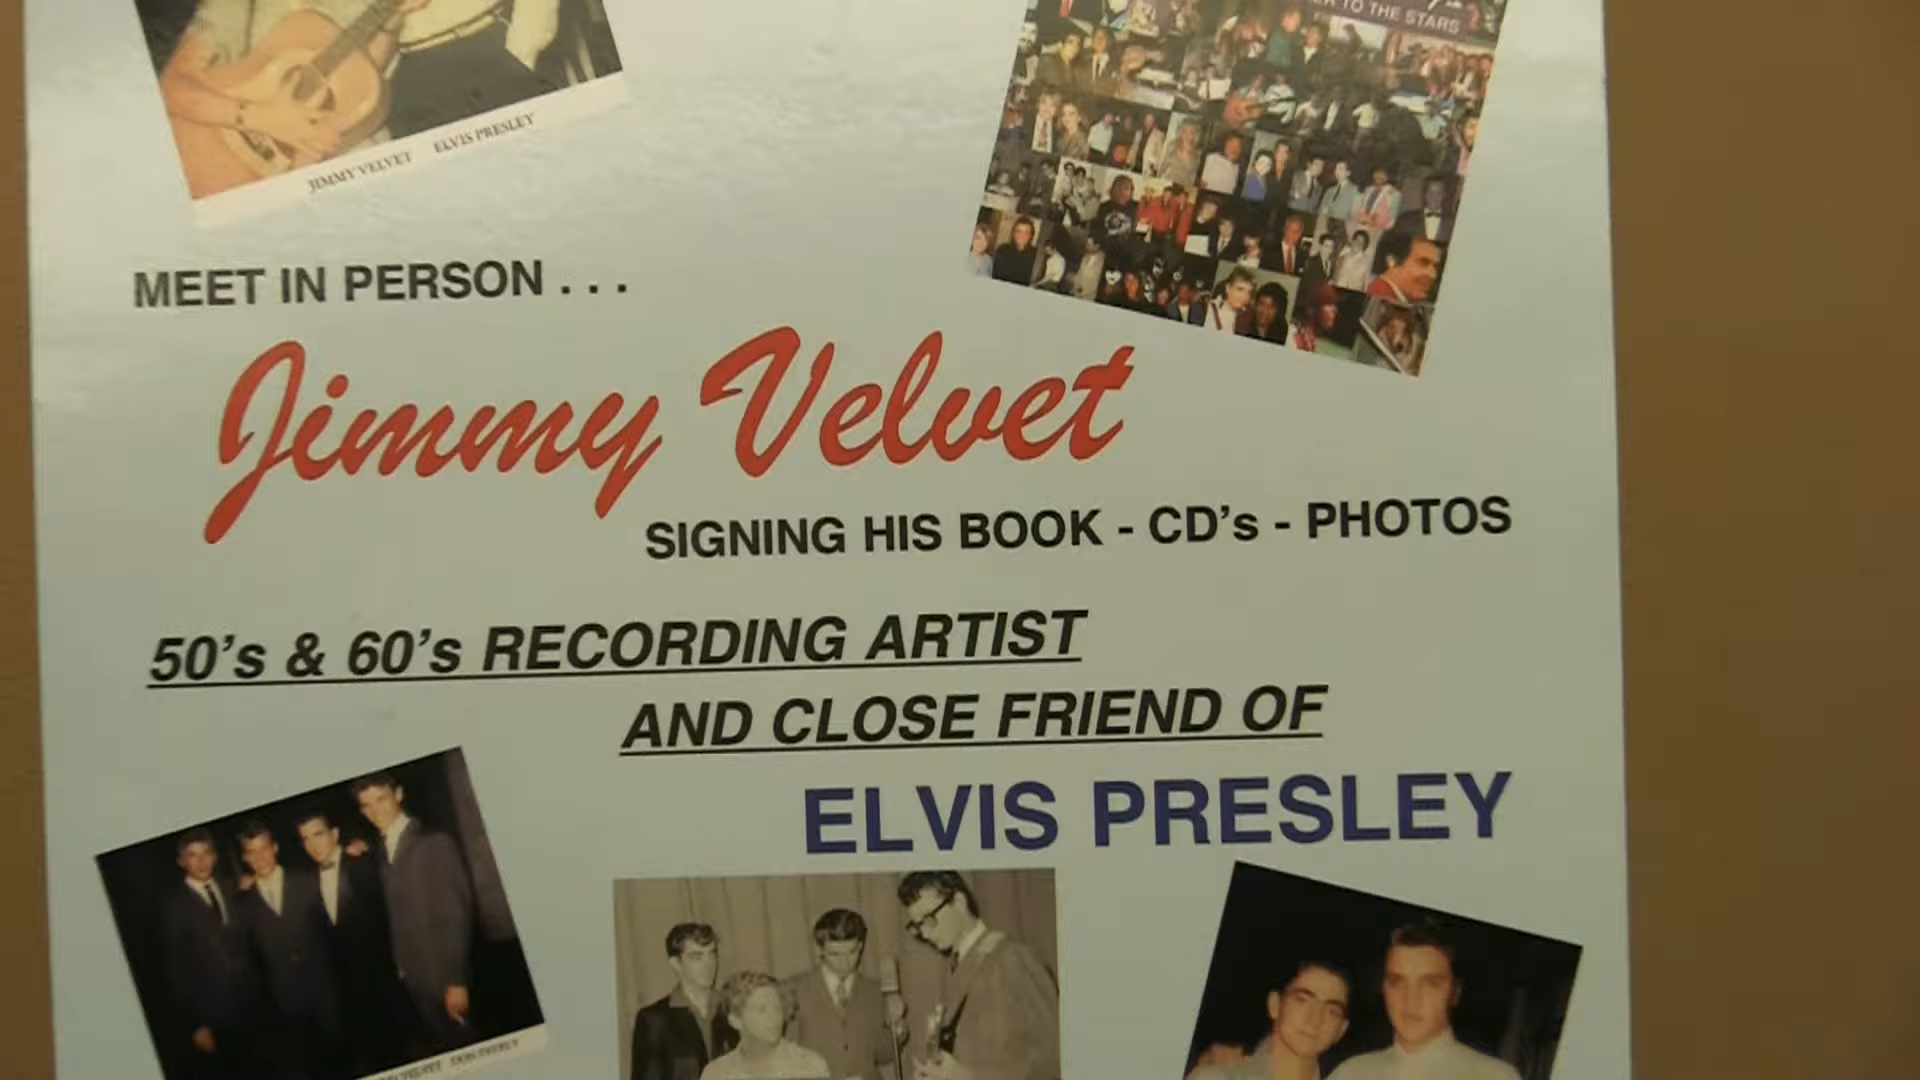 TO THE STARS
JIMMY VELVET ELVIS PRESLEY
MEET IN PERSON . . .
Jimmy Velvet
SIGNING HIS BOOK - CD's - PHOTOS
50's & 60's RECORDING ARTIST
AND CLOSE FRIEND OF
ELVIS PRESLEY
VELVET